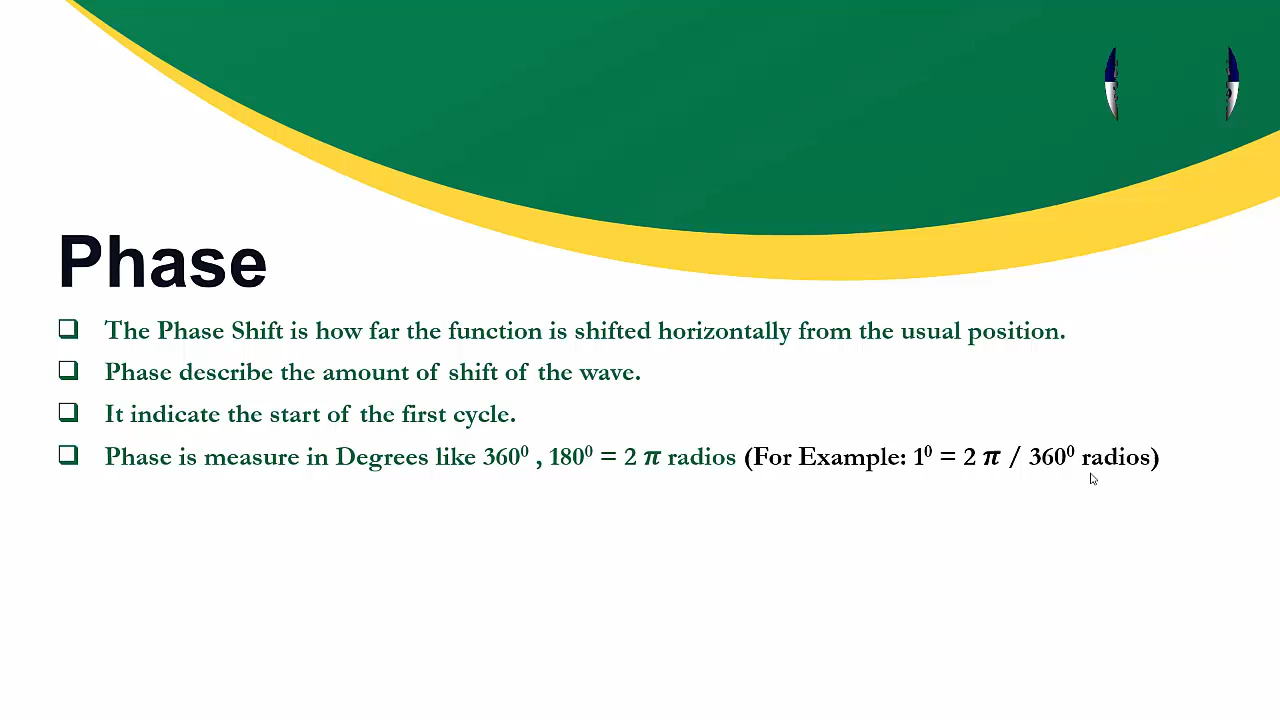 Phase
The Phase Shift is how far the function is shifted horizontally from the usual position.
Phase describe the amount of shift of the wave.
It indicate the start of the first cycle.
Phase is measure in Degrees like 360⁰ , 180⁰ = 2 π radios (For Example: 1⁰ = 2 π / 360⁰ radios)